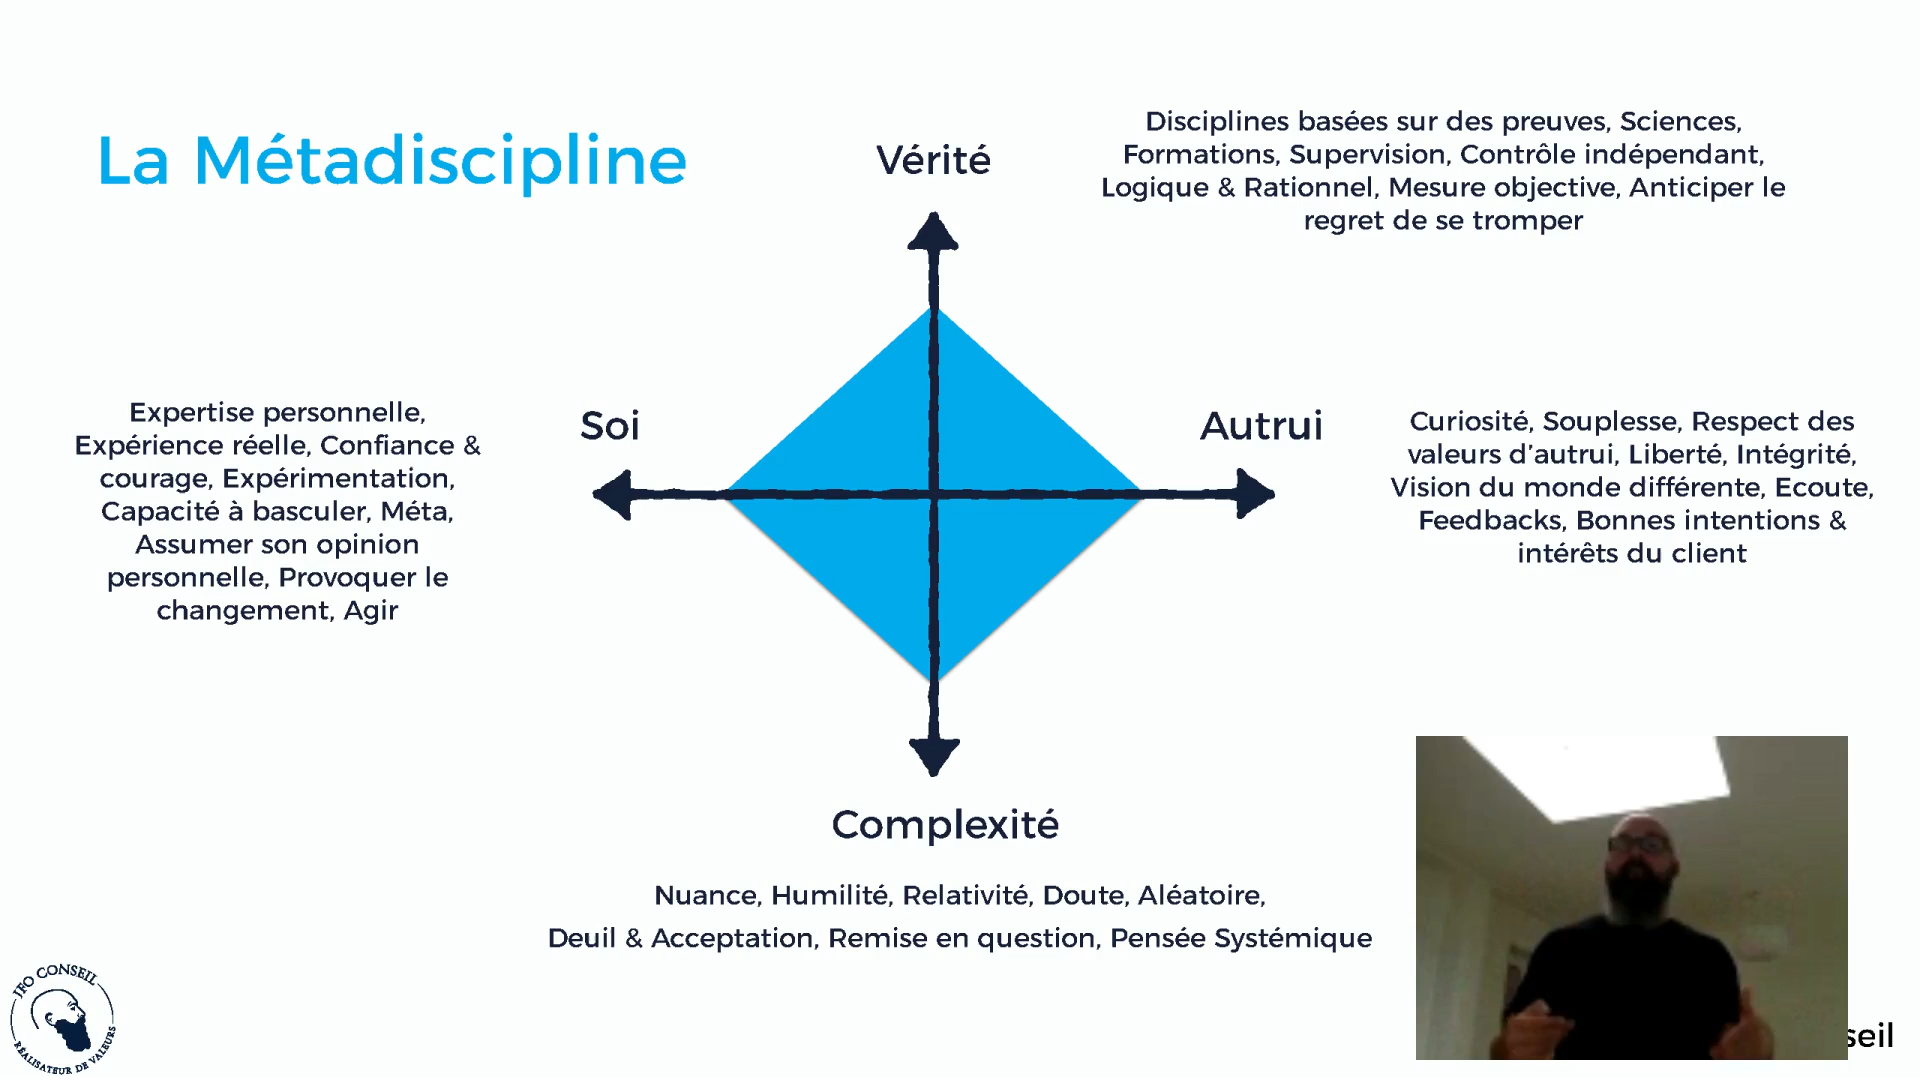 La Métadiscipline
Vérité
Disciplines basées sur des preuves, Sciences,
Formations, Supervision, Contrôle indépendant,
Logique & Rationnel, Mesure objective, Anticiper le
regret de se tromper
Soi
Expertise personnelle,
Expérience réelle, Confiance &
courage, Expérimentation,
Capacité à basculer, Méta,
Assumer son opinion
personnelle, Provoquer le
changement, Agir
Autrui
Curiosité, Souplesse, Respect des
valeurs d'autrui, Liberté, Intégrité,
Vision du monde différente, Ecoute,
Feedbacks, Bonnes intentions &
intérêts du client
Complexité
Nuance, Humilité, Relativité, Doute, Aléatoire,
Deuil & Acceptation, Remise en question, Pensée Systémique
JFO CONSEIL
RÉALISATEUR DE VALEURS
seil